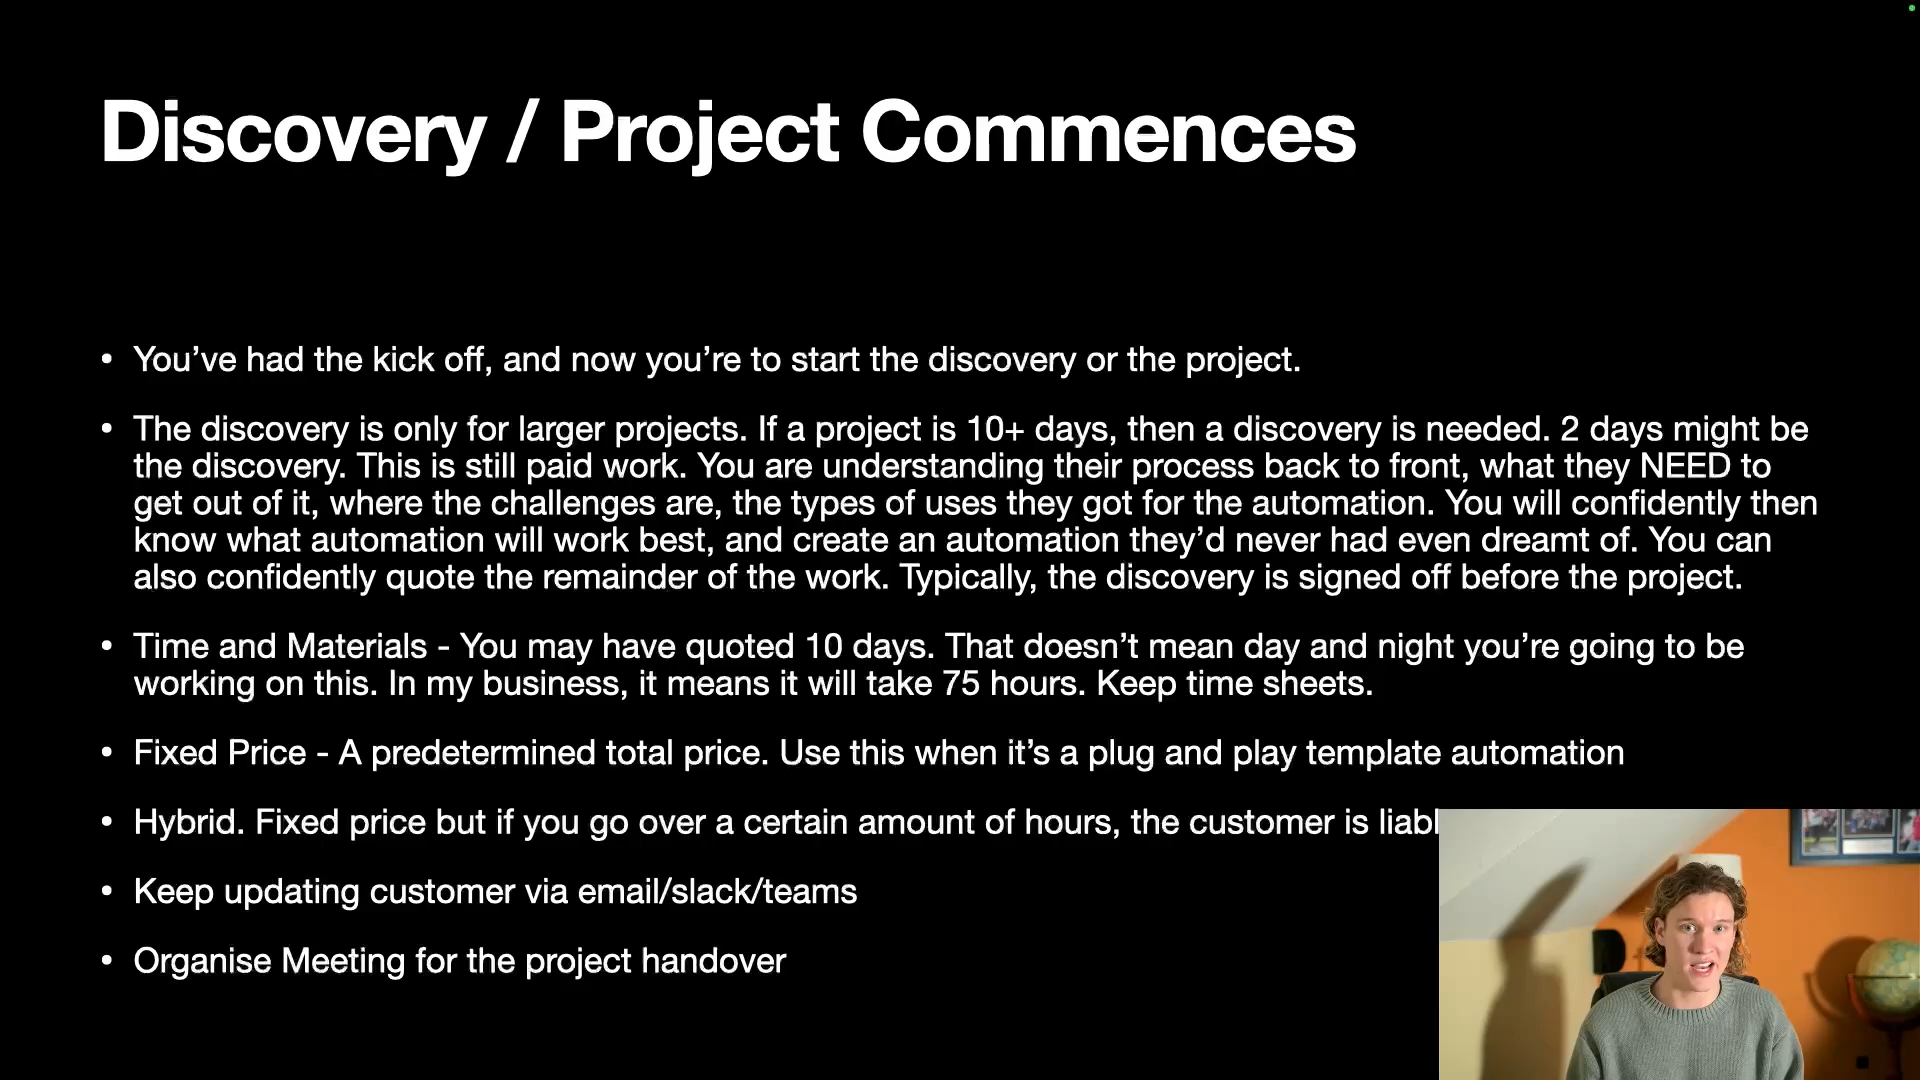 Discovery / Project Commences
• You’ve had the kick off, and now you’re to start the discovery or the project.
• The discovery is only for larger projects. If a project is 10+ days, then a discovery is needed. 2 days might be
the discovery. This is still paid work. You are understanding their process back to front, what they NEED to
get out of it, where the challenges are, the types of uses they got for the automation. You will confidently then
know what automation will work best, and create an automation they’d never had even dreamt of. You can
also confidently quote the remainder of the work. Typically, the discovery is signed off before the project.
• Time and Materials - You may have quoted 10 days. That doesn’t mean day and night you’re going to be
working on this. In my business, it means it will take 75 hours. Keep time sheets.
• Fixed Price - A predetermined total price. Use this when it’s a plug and play template automation
• Hybrid. Fixed price but if you go over a certain amount of hours, the customer is
• Keep updating customer via email/slack/teams
• Organise Meeting for the project handover